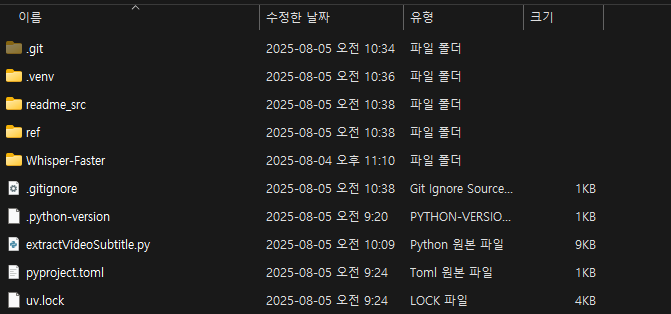 이름 수정한 날짜 유형 크기
.git 2025-08-05 오전 10:34 파일 폴더
.venv 2025-08-05 오전 10:36 파일 폴더
readme_src 2025-08-05 오전 10:38 파일 폴더
ref 2025-08-05 오전 10:38 파일 폴더
Whisper-Faster 2025-08-04 오후 11:10 파일 폴더
.gitignore 2025-08-05 오전 10:38 Git Ignore Source... 1KB
.python-version 2025-08-05 오전 9:20 PYTHON-VERSIO... 1KB
extractVideoSubtitle.py 2025-08-05 오전 10:09 Python 원본 파일 9KB
pyproject.toml 2025-08-05 오전 9:24 Toml 원본 파일 1KB
uv.lock 2025-08-05 오전 9:24 LOCK 파일 4KB